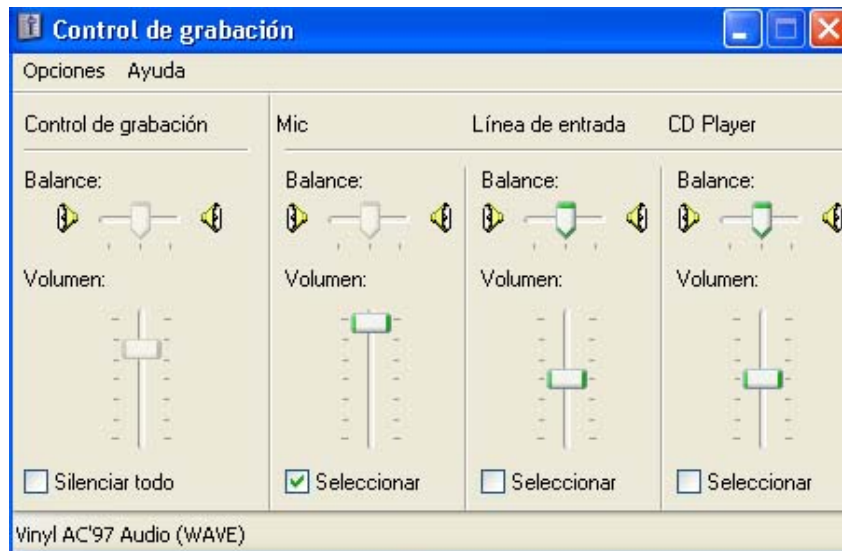 Control de grabación
Opciones Ayuda
Control de grabación Mic Línea de entrada CD Player
Balance: Balance: Balance: Balance:
Volumen: Volumen: Volumen: Volumen:
Silenciar todo Seleccionar Seleccionar Seleccionar
Vinyl AC'97 Audio (WAVE)